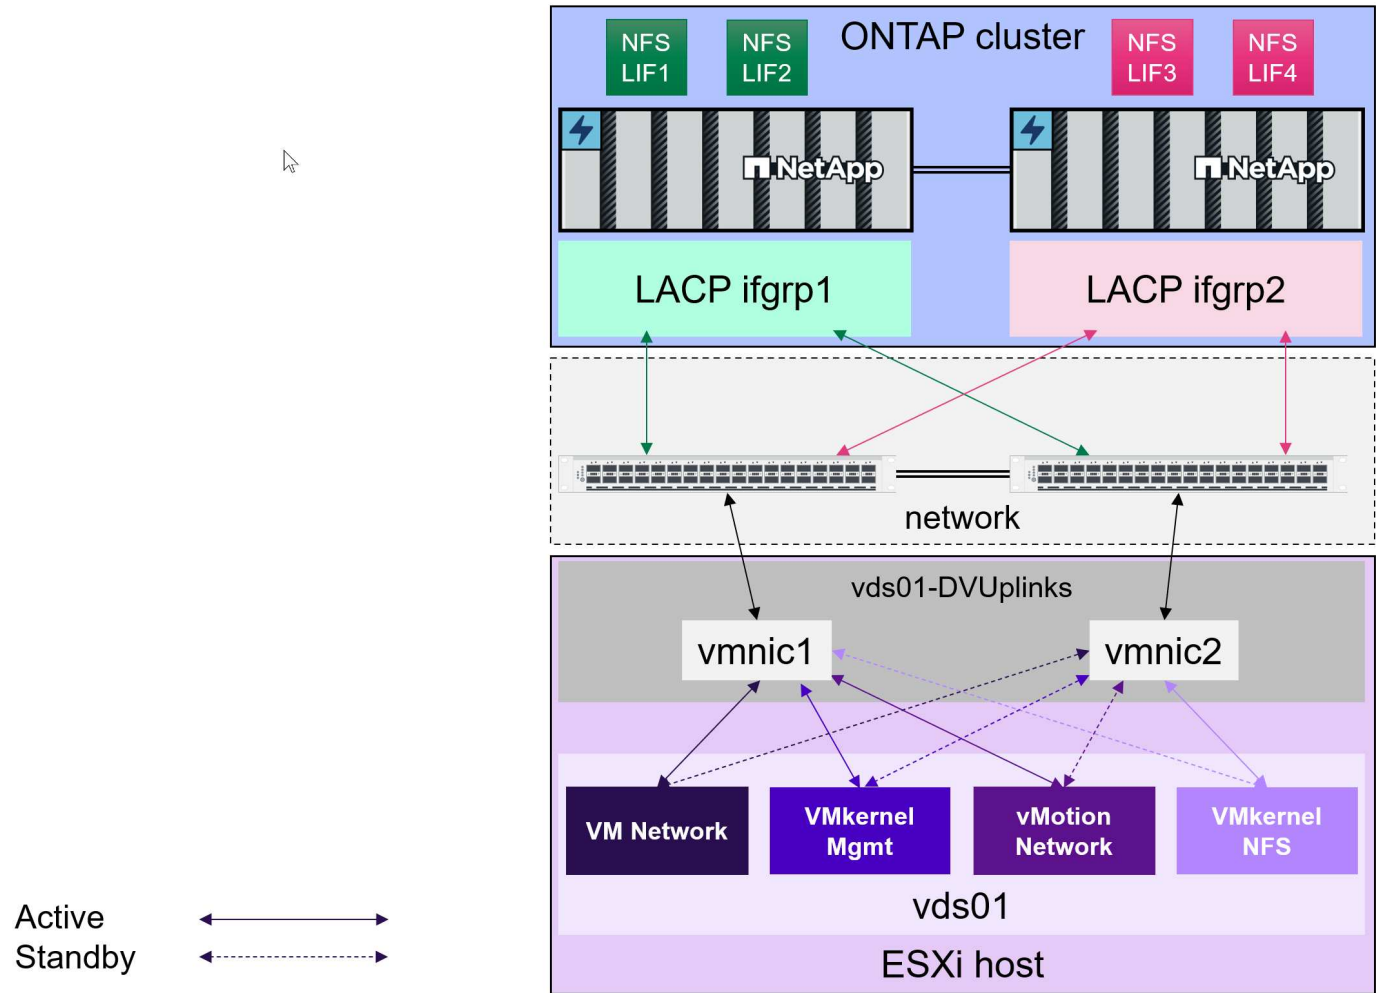 ONTAP cluster
NFS
LIF1
NFS
LIF2
NFS
LIF3
NFS
LIF4
NetApp
NetApp
LACP ifgrp1
LACP ifgrp2
network
vds01-DVUplinks
vmnic1
vmnic2
VM Network
VMkernel
Mgmt
vMotion
Network
VMkernel
NFS
vds01
ESXi host
Active
Standby